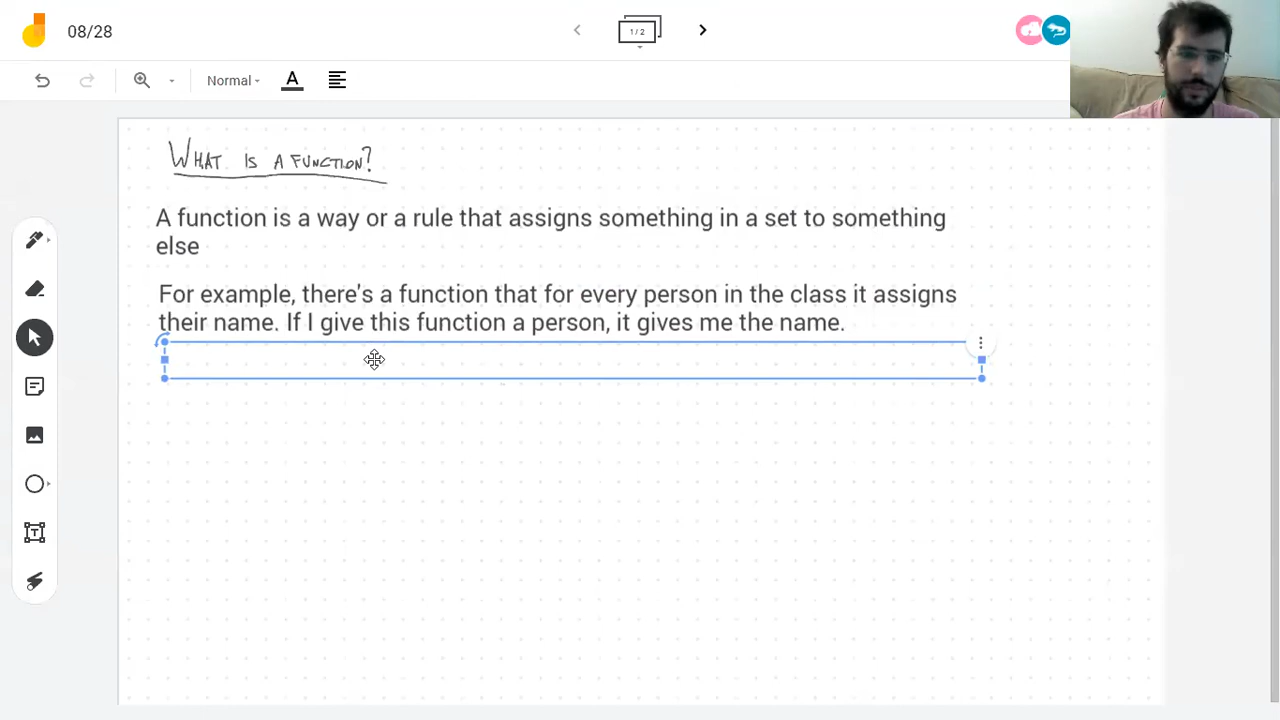 08/28
1 / 2
Normal
WHAT IS A FUNCTION?
A function is a way or a rule that assigns something in a set to something
else
For example, there's a function that for every person in the class it assigns
their name. If I give this function a person, it gives me the name.